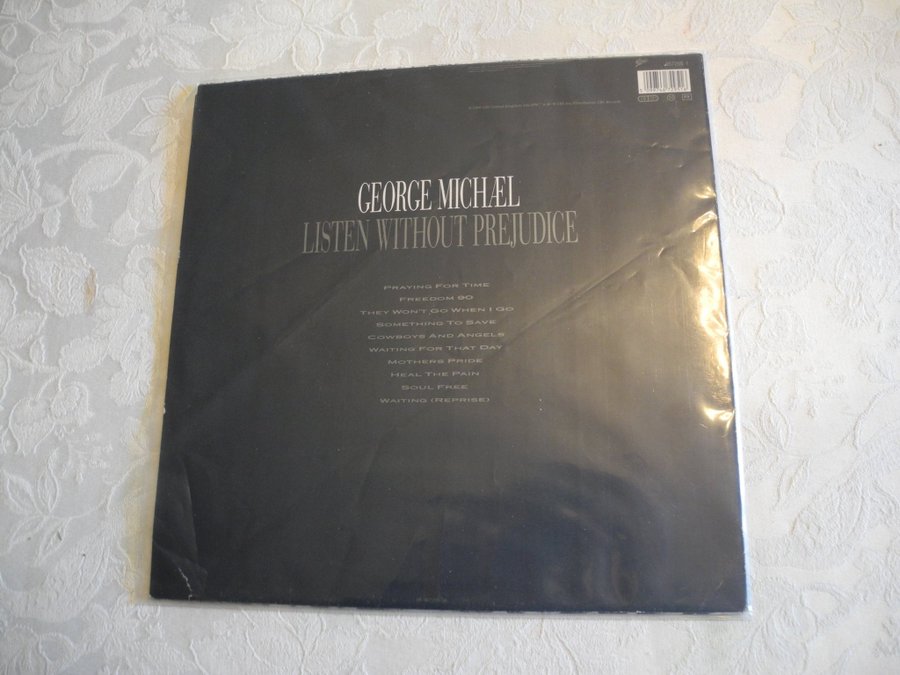 GEORGE MICHÆL
LISTEN WITHOUT PREJUDICE
PRAYING FOR TIME
FREEDOM 90
THEY WON'T GO WHEN I GO
SOMETHING TO SAVE
COWBOYS AND ANGELS
WAITING FOR THAT DAY
MOTHERS PRIDE
HEAL THE PAIN
SOUL FREE
WAITING (REPRISE)